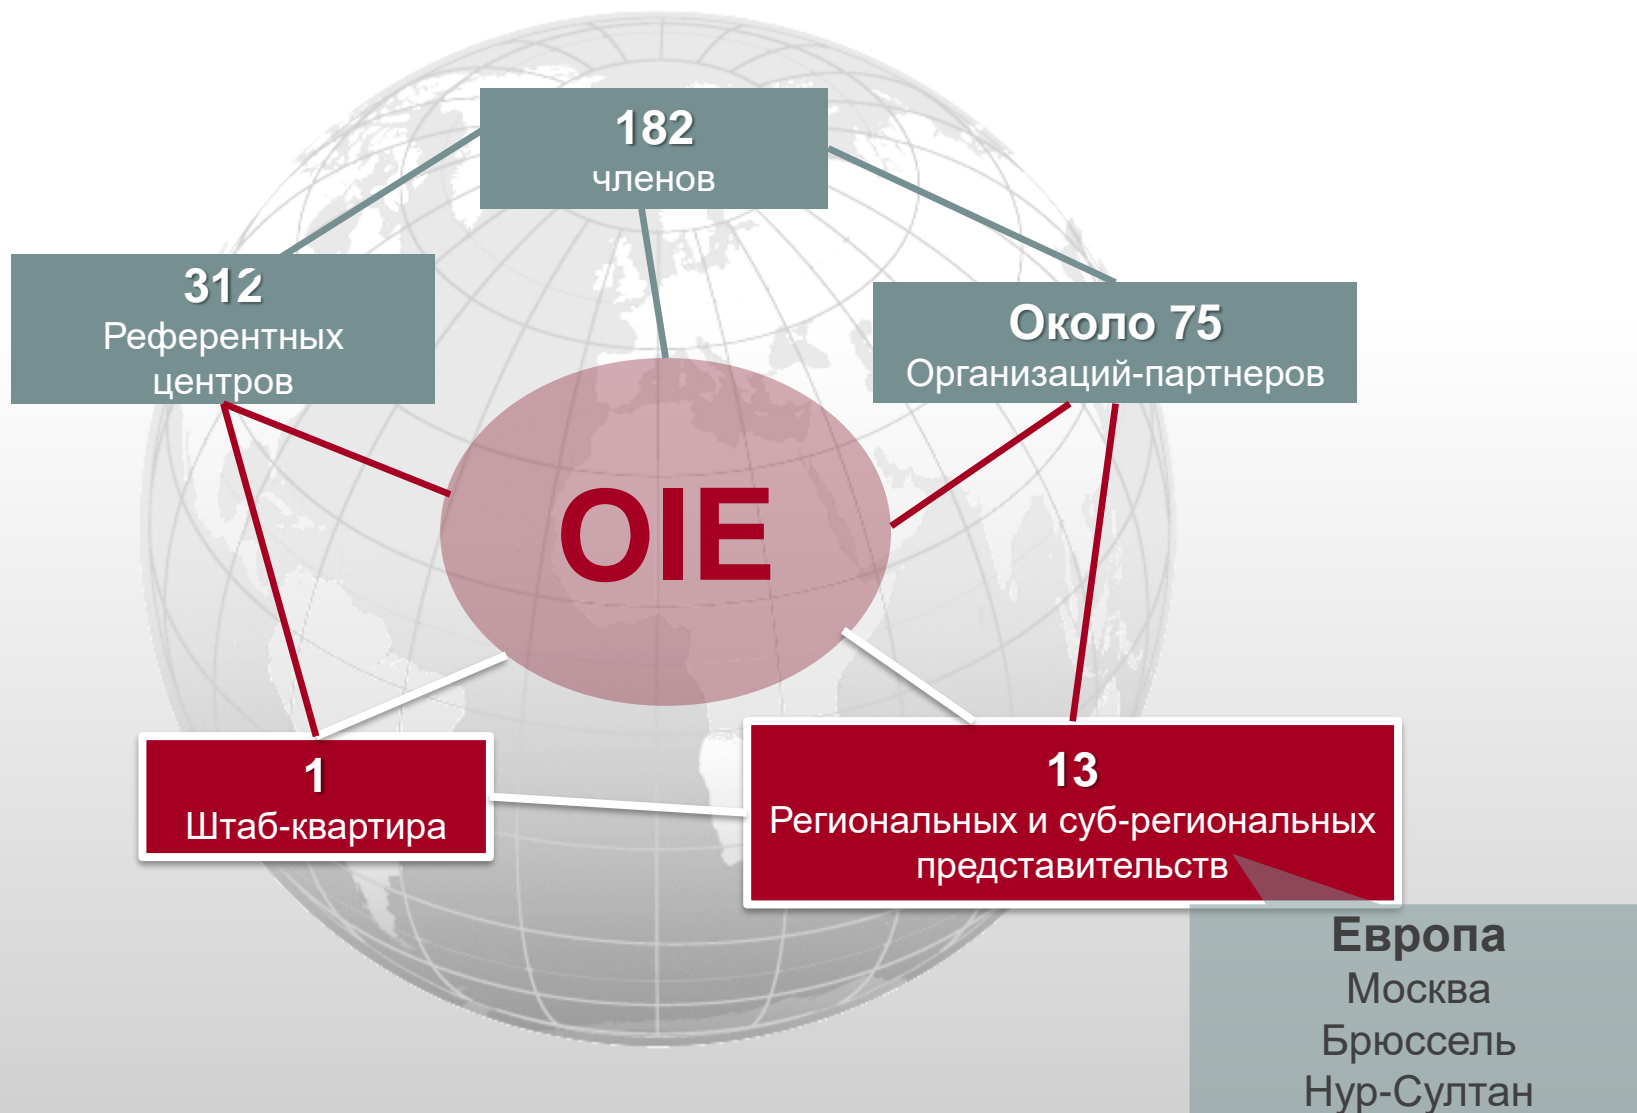 182
членов
312
Референтных
центров
Около 75
Организаций-партнеров
OIE
1
Штаб-квартира
13
Региональных и суб-региональных
представительств
Европа
Москва
Брюссель
Нур-Султан